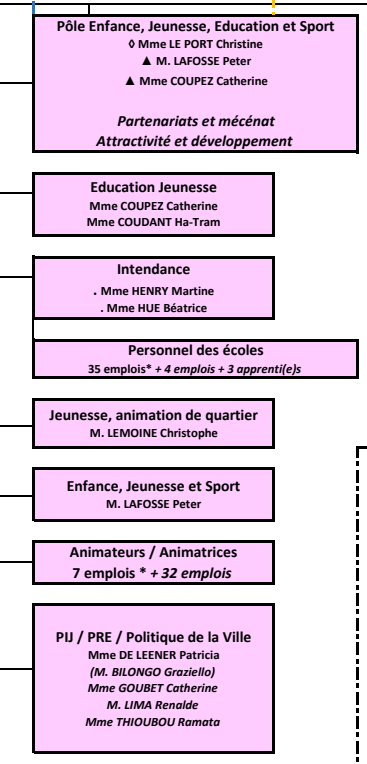 Pôle Enfance, Jeunesse, Education et Sport
◊ Mme LE PORT Christine
▲ M. LAFOSSE Peter
▲ Mme COUPEZ Catherine
Partenariats et mécénat
Attractivité et développement
Education Jeunesse
Mme COUPEZ Catherine
Mme COUDANT Ha-Tram
Intendance
. Mme HENRY Martine
. Mme HUE Béatrice
Personnel des écoles
35 emplois* + 4 emplois + 3 apprenti(e)s
Jeunesse, animation de quartier
M. LEMOINE Christophe
Enfance, Jeunesse et Sport
M. LAFOSSE Peter
Animateurs / Animatrices
7 emplois * + 32 emplois
PIJ / PRE / Politique de la Ville
Mme DE LEENER Patricia
(M. BILONGO Graziello)
Mme GOUBET Catherine
M. LIMA Renalde
Mme THIOUBOU Ramata